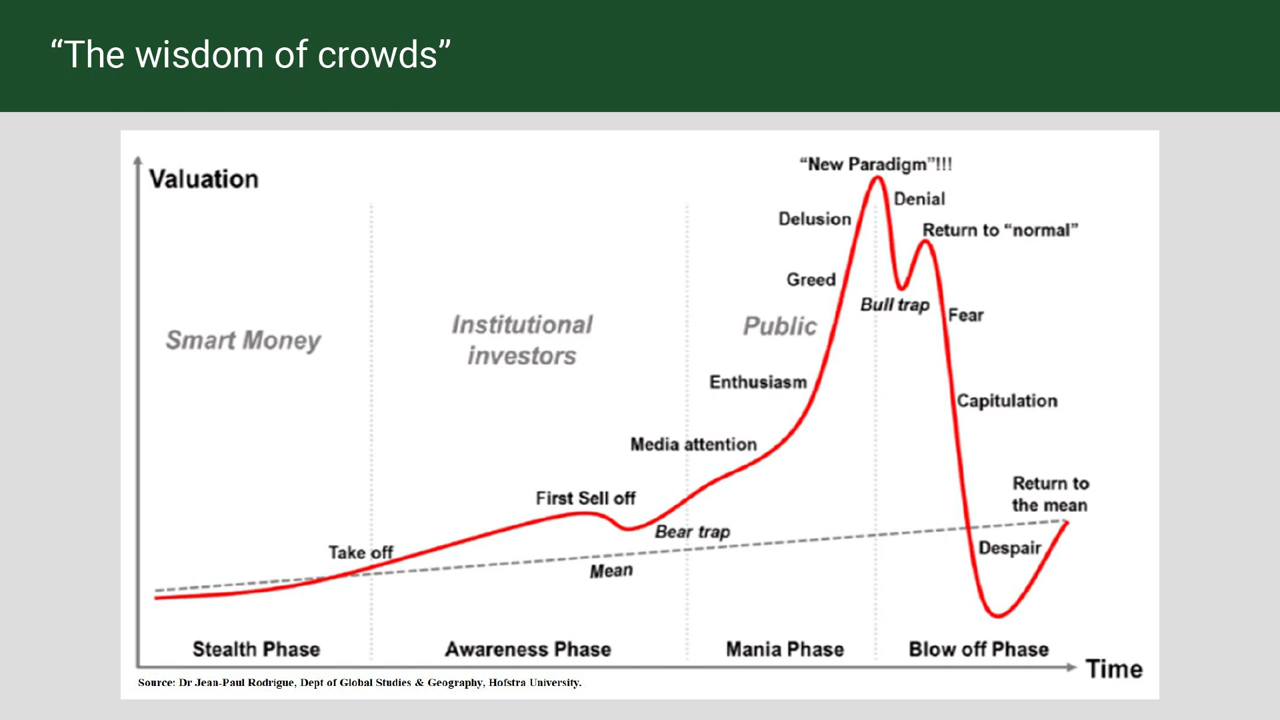 “The wisdom of crowds”
Valuation
“New Paradigm”!!!
Denial
Delusion
Return to “normal”
Greed
Bull trap
Fear
Smart Money
Institutional
investors
Public
Enthusiasm
Capitulation
Media attention
First Sell off
Return to
the mean
Bear trap
Take off
Mean
Despair
Stealth Phase
Awareness Phase
Mania Phase
Blow off Phase
Time
Source: Dr Jean-Paul Rodrigue, Dept of Global Studies & Geography, Hofstra University.